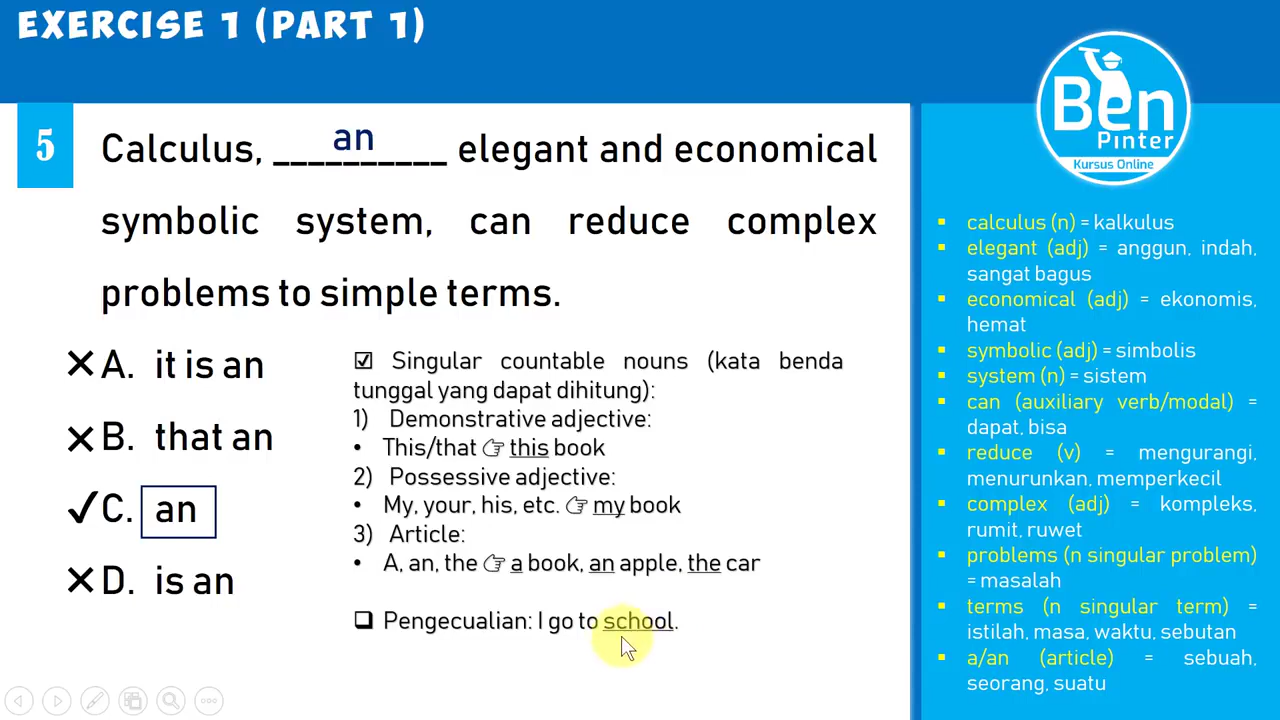 EXERCISE 1 (PART 1)
5
Calculus, __________ elegant and economical
an
symbolic system, can reduce complex
problems to simple terms.
✕ A. it is an
✕ B. that an
✓ C. an
✕ D. is an
☑ Singular countable nouns (kata benda
tunggal yang dapat dihitung):
1) Demonstrative adjective:
• This/that 👉 this book
2) Possessive adjective:
• My, your, his, etc. 👉 my book
3) Article:
• A, an, the 👉 a book, an apple, the car
❑ Pengecualian: I go to school.
Ben
Pinter
Kursus Online
▪ calculus (n) = kalkulus
▪ elegant (adj) = anggun, indah,
sangat bagus
▪ economical (adj) = ekonomis,
hemat
▪ symbolic (adj) = simbolis
▪ system (n) = sistem
▪ can (auxiliary verb/modal) =
dapat, bisa
▪ reduce (v) = mengurangi,
menurunkan, memperkecil
▪ complex (adj) = kompleks,
rumit, ruwet
▪ problems (n singular problem)
= masalah
▪ terms (n singular term) =
istilah, masa, waktu, sebutan
▪ a/an (article) = sebuah,
seorang, suatu